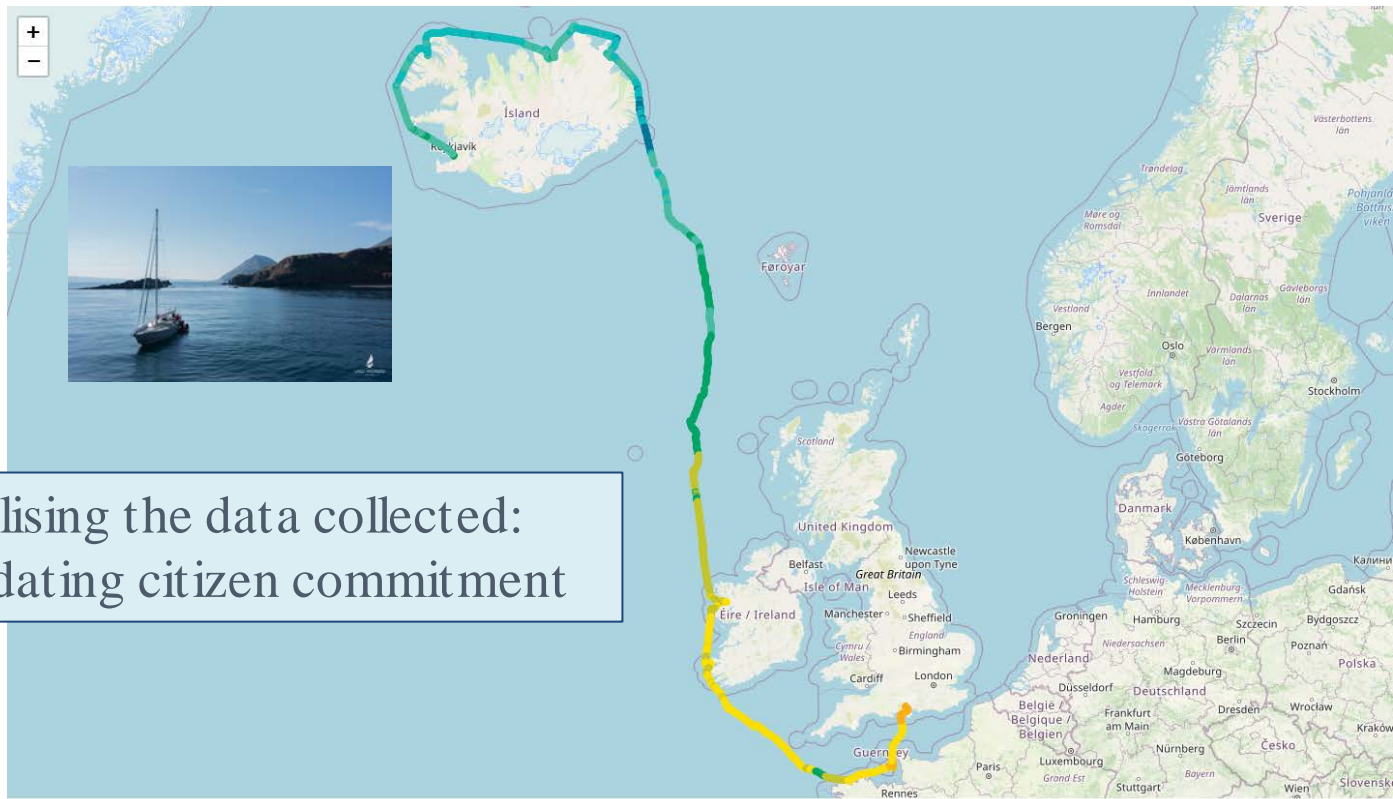 +
−
Ísland
Reykjavík
Føroyar
Västerbottens
län
Trøndelag
Jämtlands
län
Sverige
Møre og
Romsdal
Innlandet
Dalarnas
län
Gävleborgs
län
Vestland
Bergen
Oslo
Värmlands
län
Stockholm
Vestfold
og Telemark
Agder
Skagerrak
Västra Götalands
län
Göteborg
Scotland
lising the data collected:
dating citizen commitment
United Kingdom
Danmark
København
Newcastle
upon Tyne
Belfast
Great Britain
Isle of Man
Leeds
Éire / Ireland
Manchester
Sheffield
England
Cymru /
Wales
Birmingham
Cardiff
London
Schleswig-
Holstein
Mecklenburg-
Vorpommern
Gdańsk
Groningen
Hamburg
Szczecin
Bydgoszcz
Niedersachsen
Berlin
Poznań
Nederland
Polska
Magdeburg
Düsseldorf
Deutschland
België /
Belgique /
Belgien
Dresden
Wrocław
Frankfurt
am Main
Kraków
Guernsey
Luxembourg
Nürnberg
Česko
Paris
Grand Est
Bayern
Stuttgart
Wien
Rennes